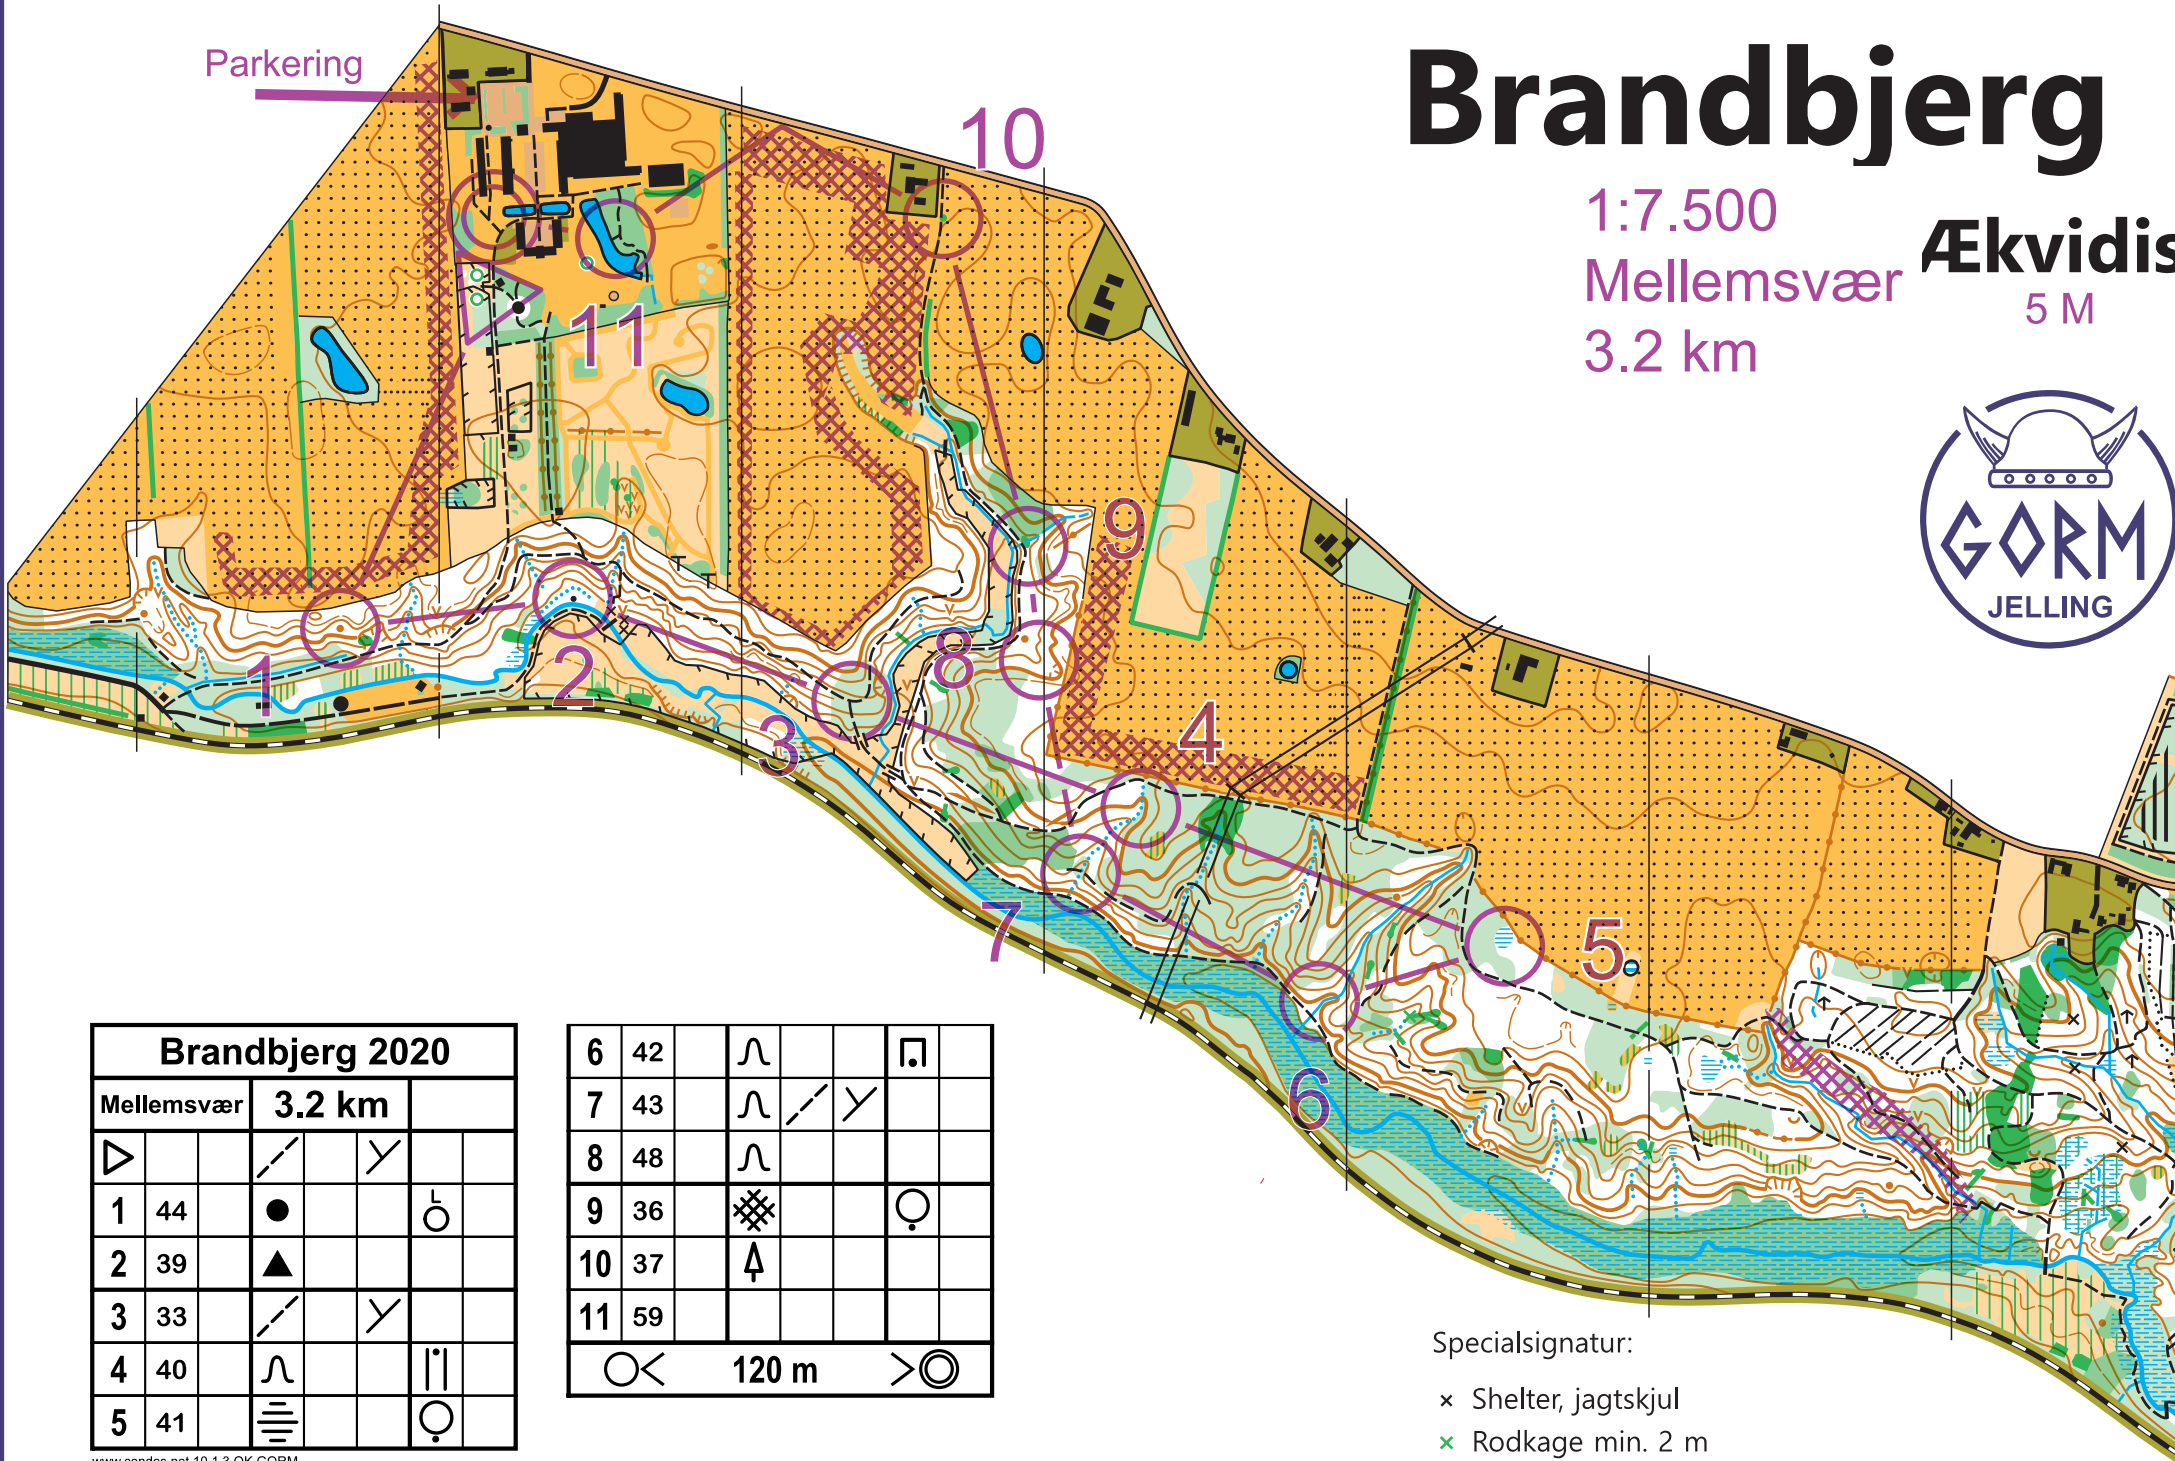 Parkering
10
Brandbjerg
1:7.500
Mellemsvær
3.2 km
Ækvidis
5 M
GORM
JELLING
11
9
8
1
2
3
4
7
5
6
Brandbjerg 2020
Mellemsvær 3.2 km
1 44
2 39
3 33
4 40
5 41
6 42
7 43
8 48
9 36
10 37
11 59
120 m
Specialsignatur:
× Shelter, jagtskjul
× Rodkage min. 2 m